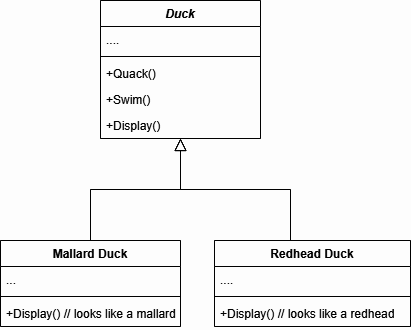 Duck
....
+Quack()
+Swim()
+Display()
Mallard Duck
...
+Display() // looks like a mallard
Redhead Duck
....
+Display() // looks like a redhead